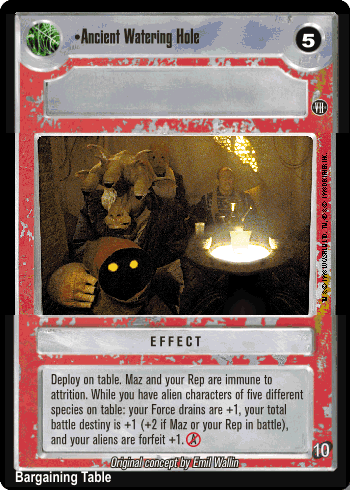 •Ancient Watering Hole
5
VII
EFFECT
Deploy on table. Maz and your Rep are immune to
attrition. While you have alien characters of five different
species on table: your Force drains are +1, your total
battle destiny is +1 (+2 if Maz or your Rep in battle),
and your aliens are forfeit +1. A
10
Original concept by Emil Wallin
Bargaining Table